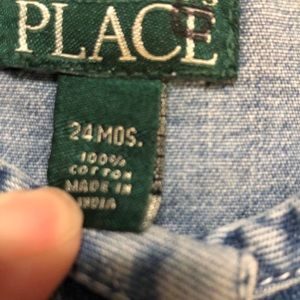 PLACE
24 MOS.
100%
COTTON
MADE IN
INDIA